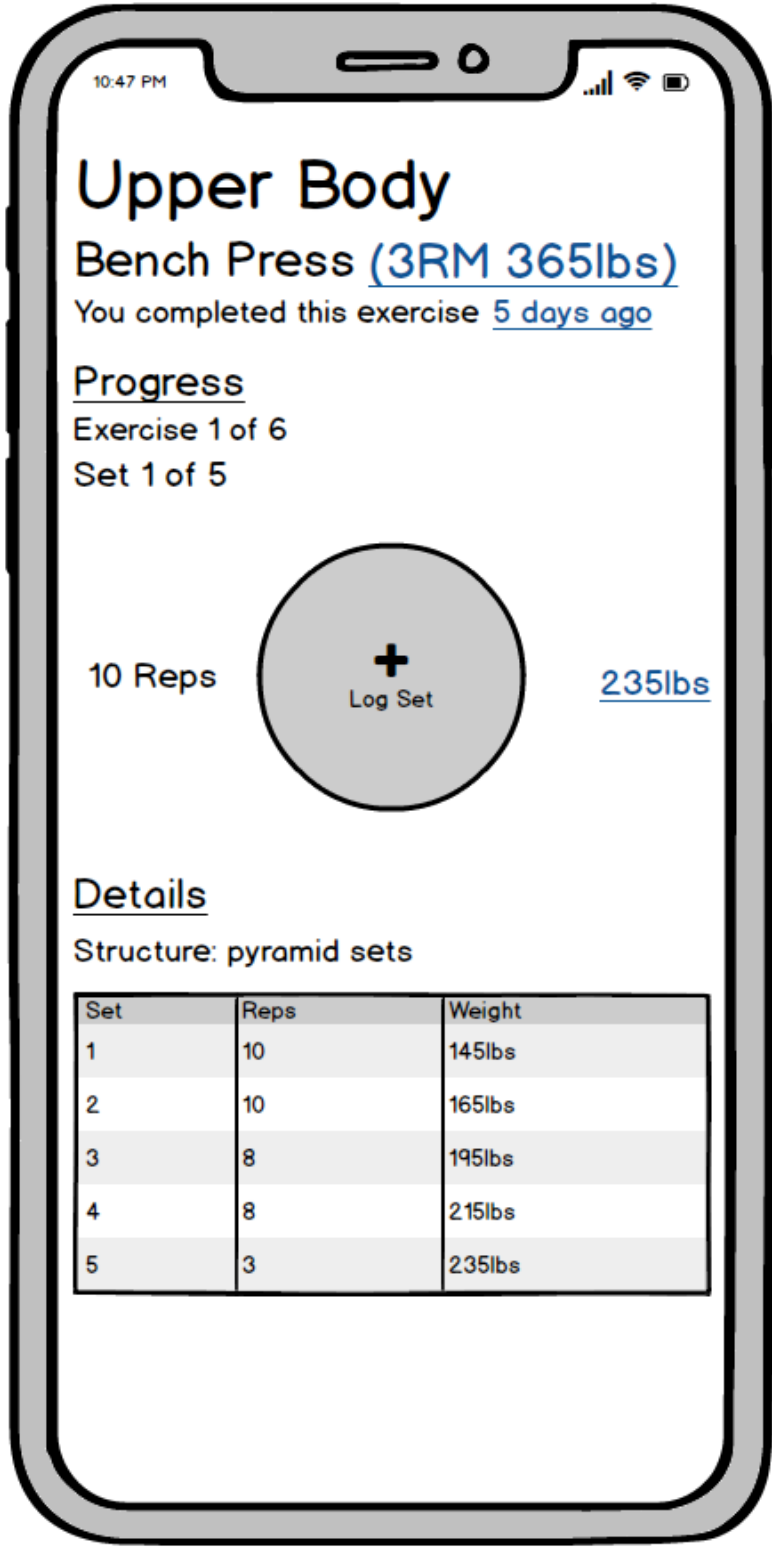 10:47 PM
Upper Body
Bench Press (3RM 365lbs)
You completed this exercise 5 days ago
Progress
Exercise 1 of 6
Set 1 of 5
10 Reps
+
Log Set
235lbs
Details
Structure: pyramid sets
Set Reps Weight
1 10 145lbs
2 10 165lbs
3 8 195lbs
4 8 215lbs
5 3 235lbs